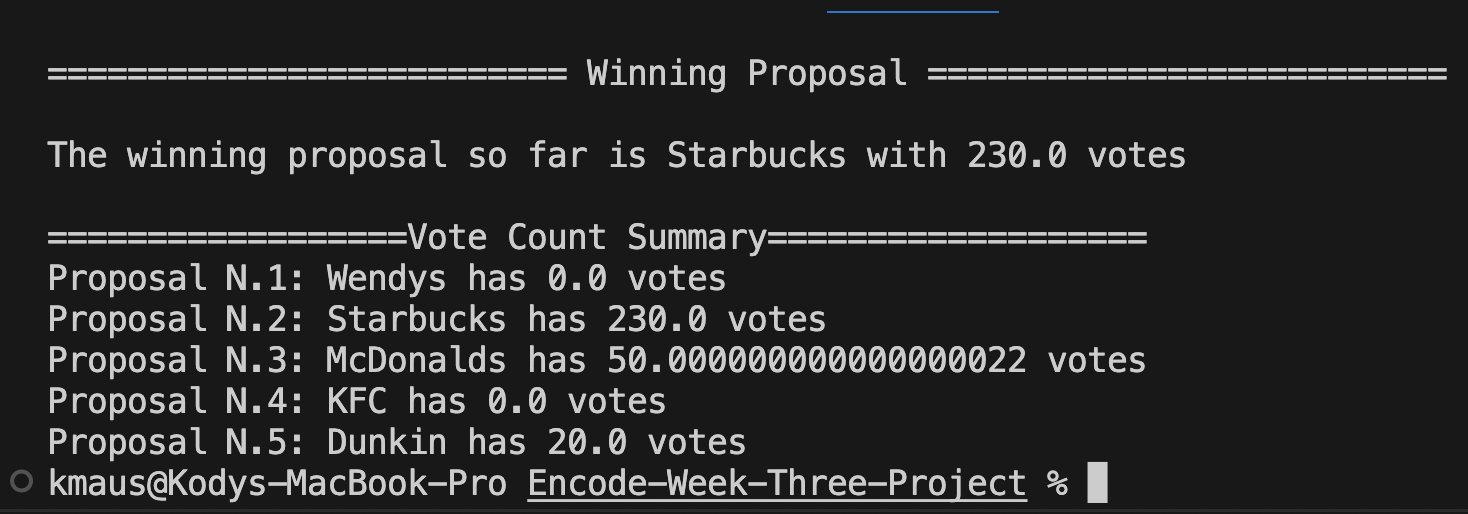 ========================== Winning Proposal ==========================
The winning proposal so far is Starbucks with 230.0 votes
==================Vote Count Summary===================
Proposal N.1: Wendys has 0.0 votes
Proposal N.2: Starbucks has 230.0 votes
Proposal N.3: McDonalds has 50.000000000000000022 votes
Proposal N.4: KFC has 0.0 votes
Proposal N.5: Dunkin has 20.0 votes
kmaus@Kodys-MacBook-Pro Encode-Week-Three-Project %